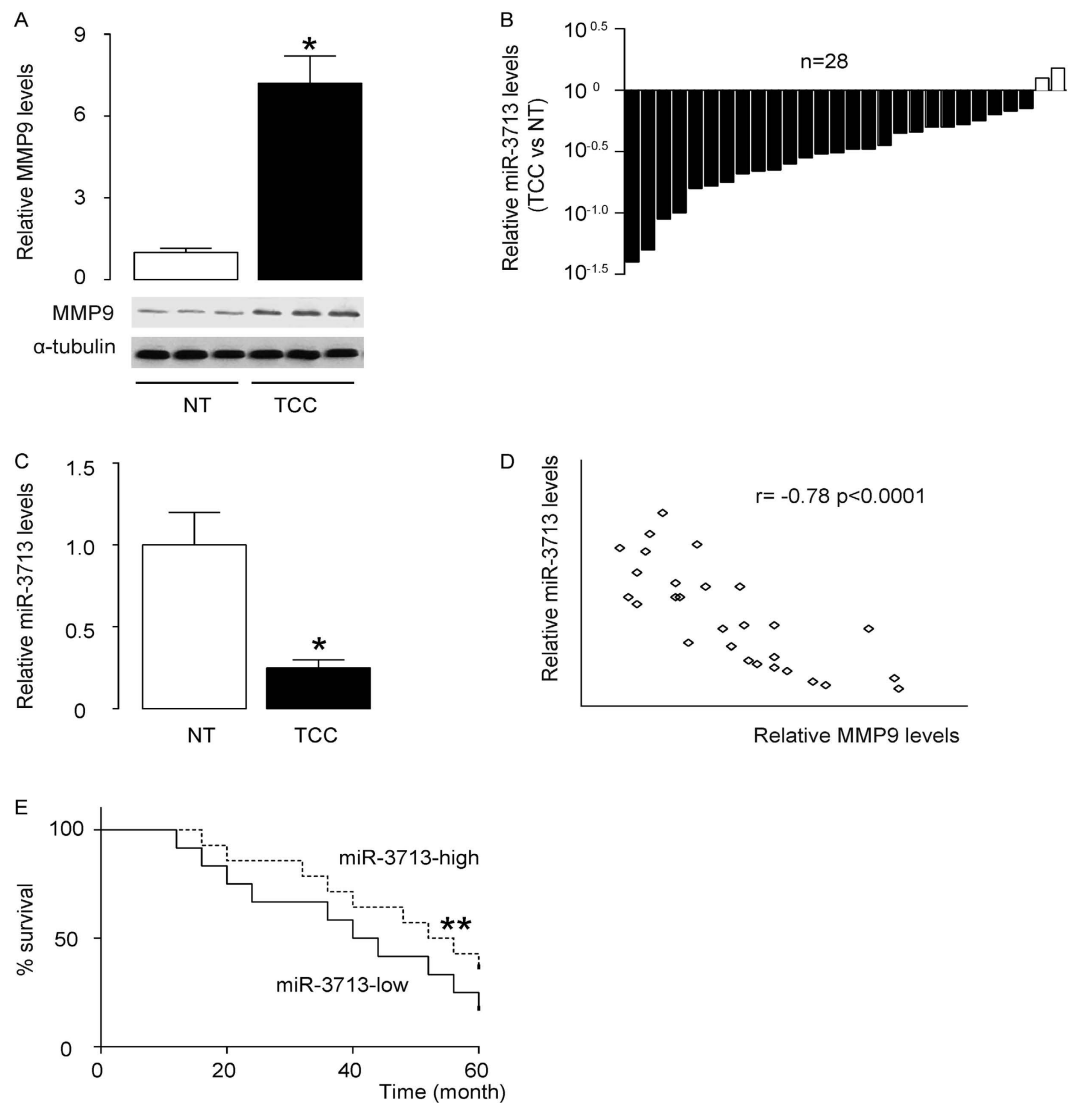 A
Relative MMP9 levels
9
6
3
0
*
MMP9
α-tubulin
NT
TCC
B
Relative miR-3713 levels
(TCC vs NT)
10^0.5
10^0
10^-0.5
10^-1.0
10^-1.5
n=28
C
Relative miR-3713 levels
1.5
1.0
0.5
0
*
NT
TCC
D
Relative miR-3713 levels
r= -0.78 p<0.0001
Relative MMP9 levels
E
% survival
100
50
0
miR-3713-high
**
miR-3713-low
0
20
40
60
Time (month)